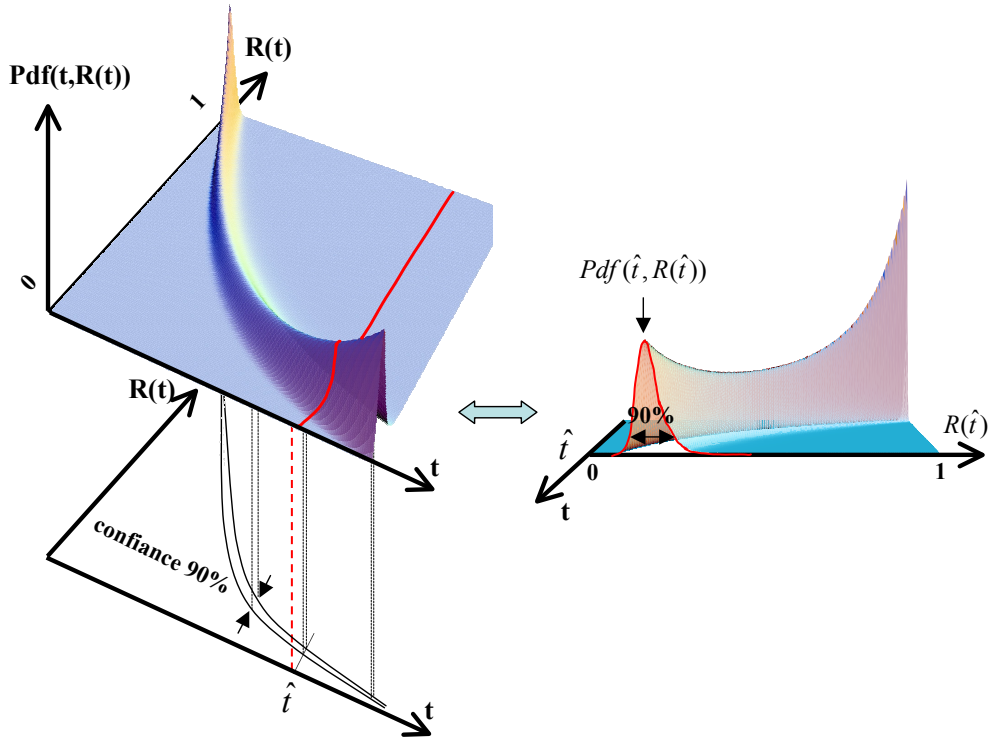 R(t)
Pdf(t,R(t))
1
0
R(t)
t
confiance 90%
t̂
t
Pdf(t̂, R(t̂))
90%
R(t̂)
t̂
0
1
t